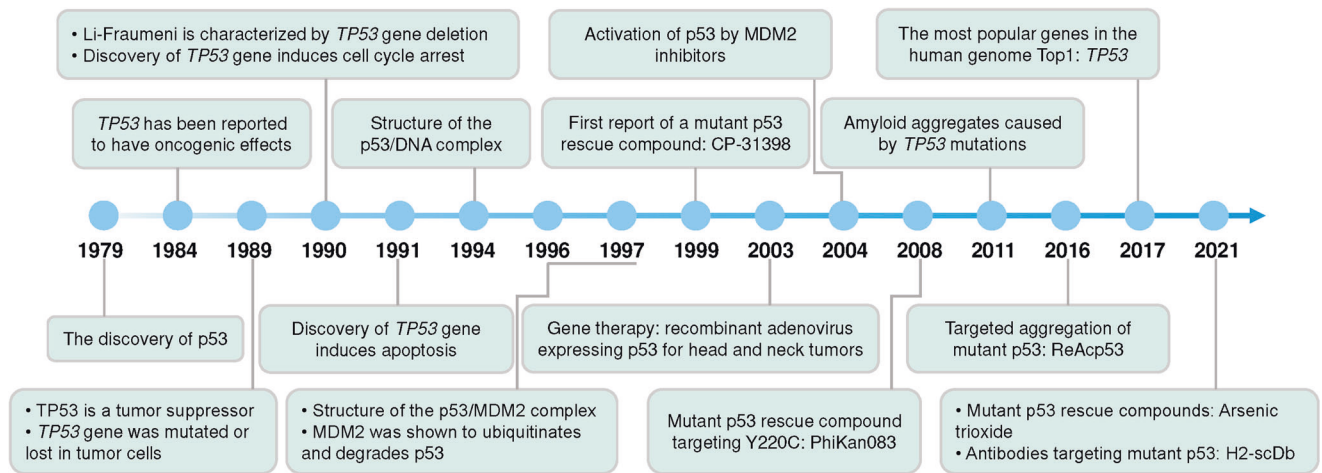 • Li-Fraumeni is characterized by TP53 gene deletion
• Discovery of TP53 gene induces cell cycle arrest
Activation of p53 by MDM2
inhibitors
The most popular genes in the
human genome Top1: TP53
TP53 has been reported
to have oncogenic effects
Structure of the
p53/DNA complex
First report of a mutant p53
rescue compound: CP-31398
Amyloid aggregates caused
by TP53 mutations
1979 1984 1989 1990 1991 1994 1996 1997 1999 2003 2004 2008 2011 2016 2017 2021
The discovery of p53
Discovery of TP53 gene
induces apoptosis
Gene therapy: recombinant adenovirus
expressing p53 for head and neck tumors
Targeted aggregation of
mutant p53: ReAcp53
• TP53 is a tumor suppressor
• TP53 gene was mutated or
lost in tumor cells
• Structure of the p53/MDM2 complex
• MDM2 was shown to ubiquitinates
and degrades p53
Mutant p53 rescue compound
targeting Y220C: PhiKan083
• Mutant p53 rescue compounds: Arsenic
trioxide
• Antibodies targeting mutant p53: H2-scDb